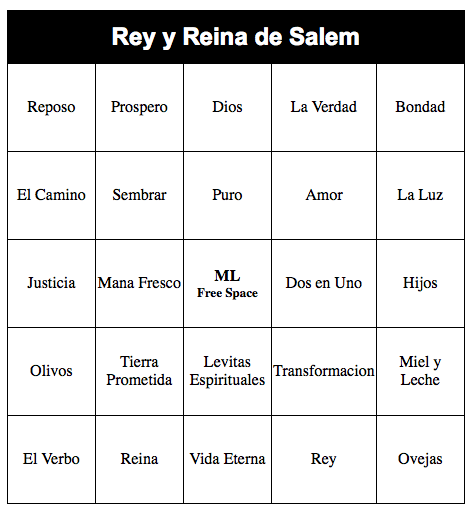 Rey y Reina de Salem
Reposo
Prospero
Dios
La Verdad
Bondad
El Camino
Sembrar
Puro
Amor
La Luz
Justicia
Mana Fresco
ML
Free Space
Dos en Uno
Hijos
Olivos
Tierra
Prometida
Levitas
Espirituales
Transformacion
Miel y
Leche
El Verbo
Reina
Vida Eterna
Rey
Ovejas